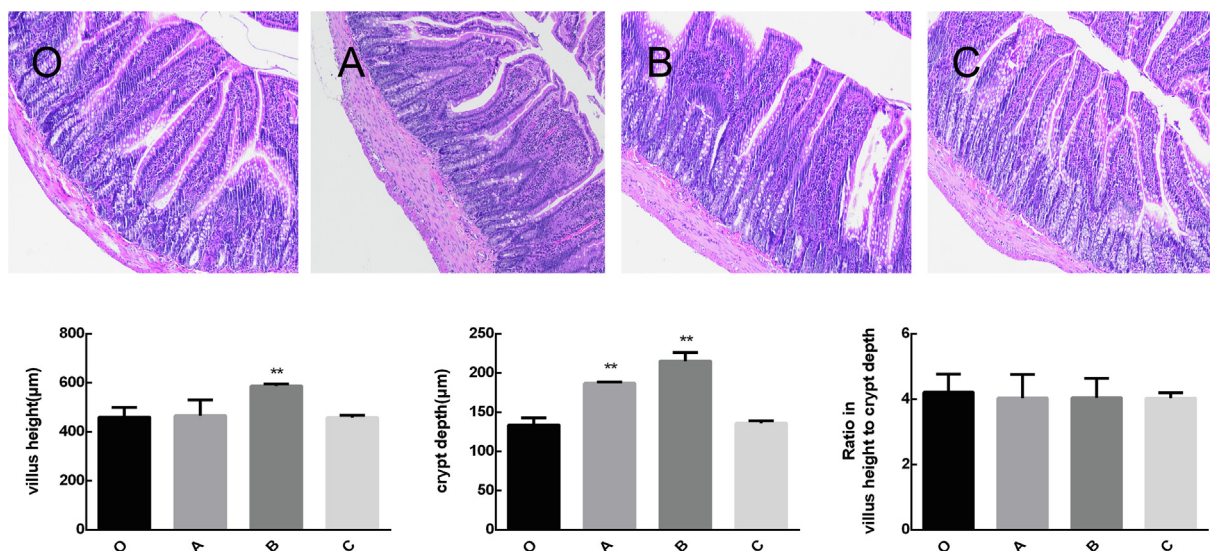 O
A
B
C
villus height(μm)
800
600
400
200
0
**
O
A
B
C
crypt depth(μm)
250
200
150
100
50
0
**
**
O
A
B
C
Ratio in
villus height to crypt depth
6
4
2
0
O
A
B
C